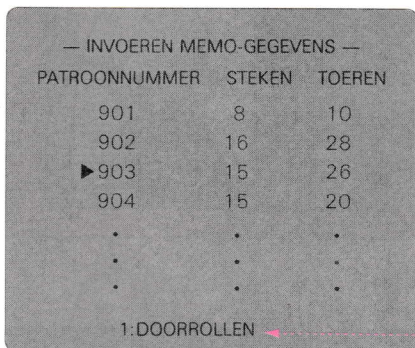 — INVOEREN MEMO-GEGEVENS —
PATROONNUMMER STEKEN TOEREN
901 8 10
902 16 28
▶903 15 26
904 15 20
. . .
. . .
. . .
1:DOORROLLEN